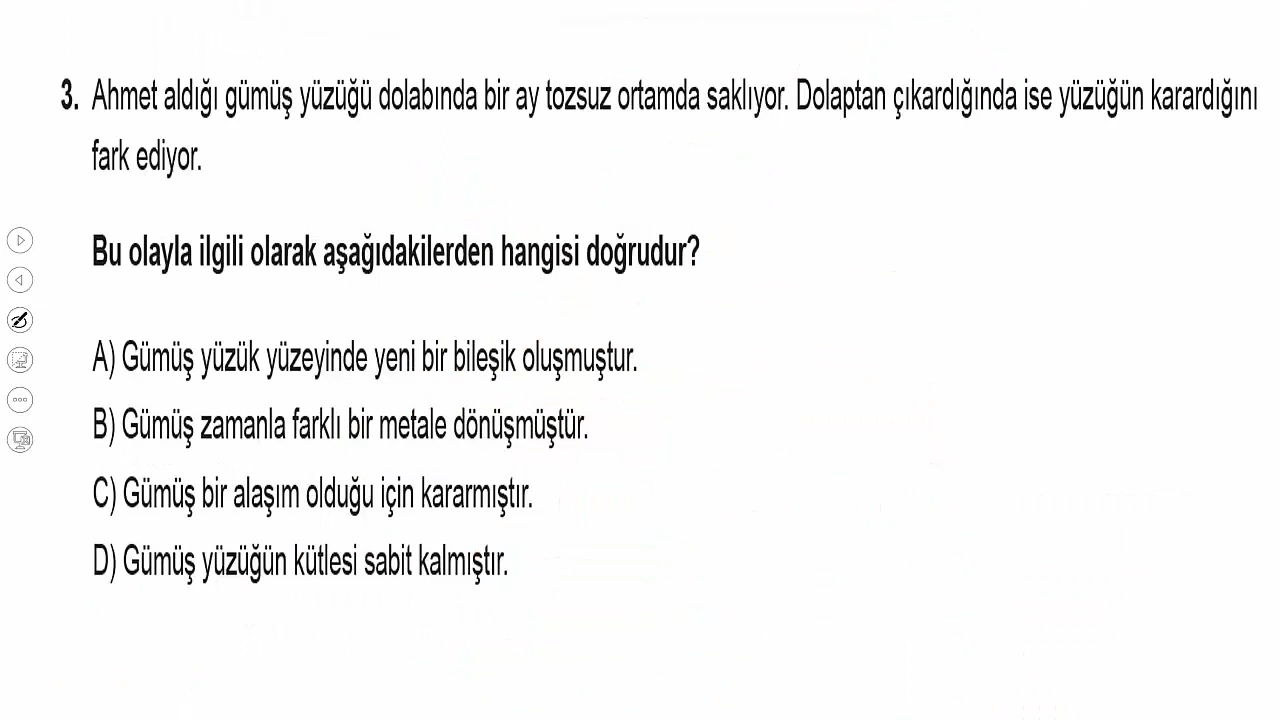 3. Ahmet aldığı gümüş yüzüğü dolabında bir ay tozsuz ortamda saklıyor. Dolaptan çıkardığında ise yüzüğün karardığını
fark ediyor.
Bu olayla ilgili olarak aşağıdakilerden hangisi doğrudur?
A) Gümüş yüzük yüzeyinde yeni bir bileşik oluşmuştur.
B) Gümüş zamanla farklı bir metale dönüşmüştür.
C) Gümüş bir alaşım olduğu için kararmıştır.
D) Gümüş yüzüğün kütlesi sabit kalmıştır.